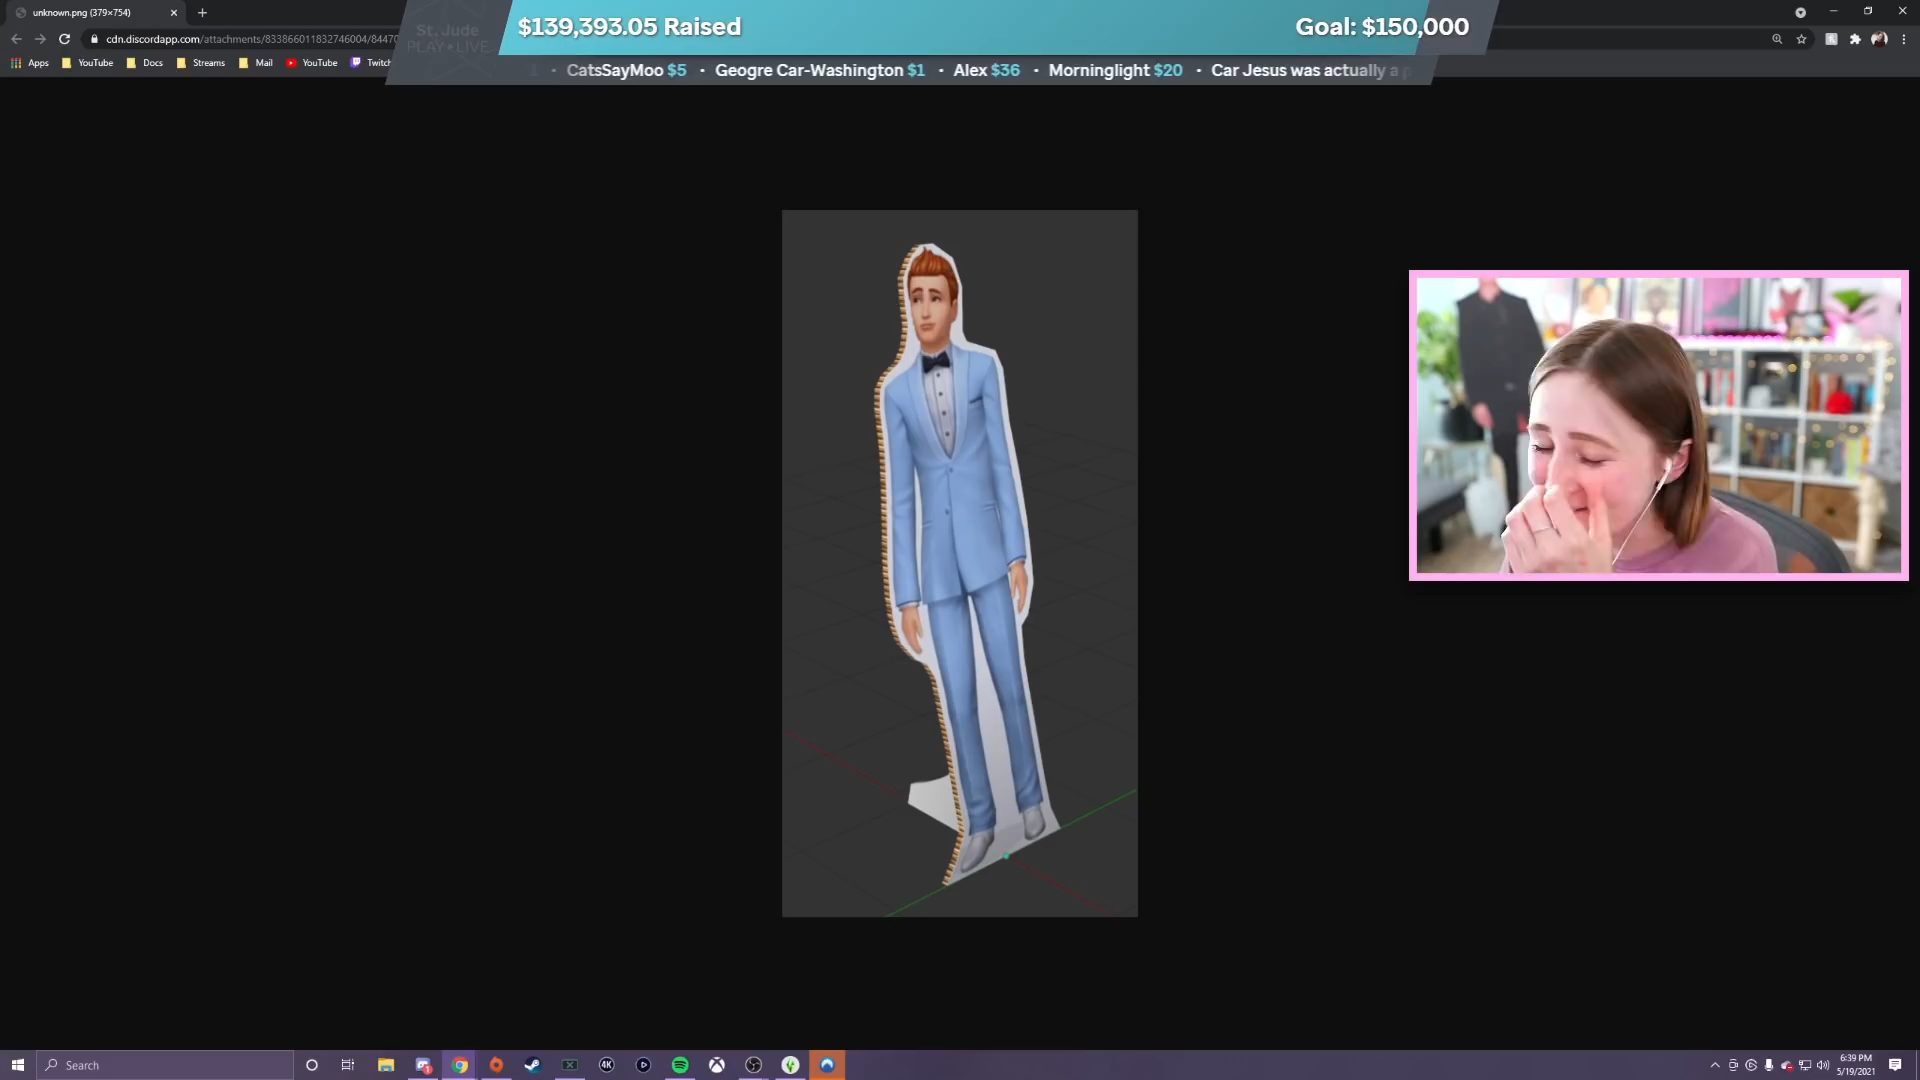 unknown.png (379×754)
$139,393.05 Raised
Goal: $150,000
St. Jude
PLAY LIVE
cdn.discordapp.com/attachments/833866011832746004/84470
Apps
YouTube
Docs
Streams
Mail
YouTube
Twitch
CatsSayMoo $5 · Geogre Car-Washington $1 · Alex $36 · Morninglight $20 · Car Jesus was actually a
Search
4K
6:39 PM
5/19/2021